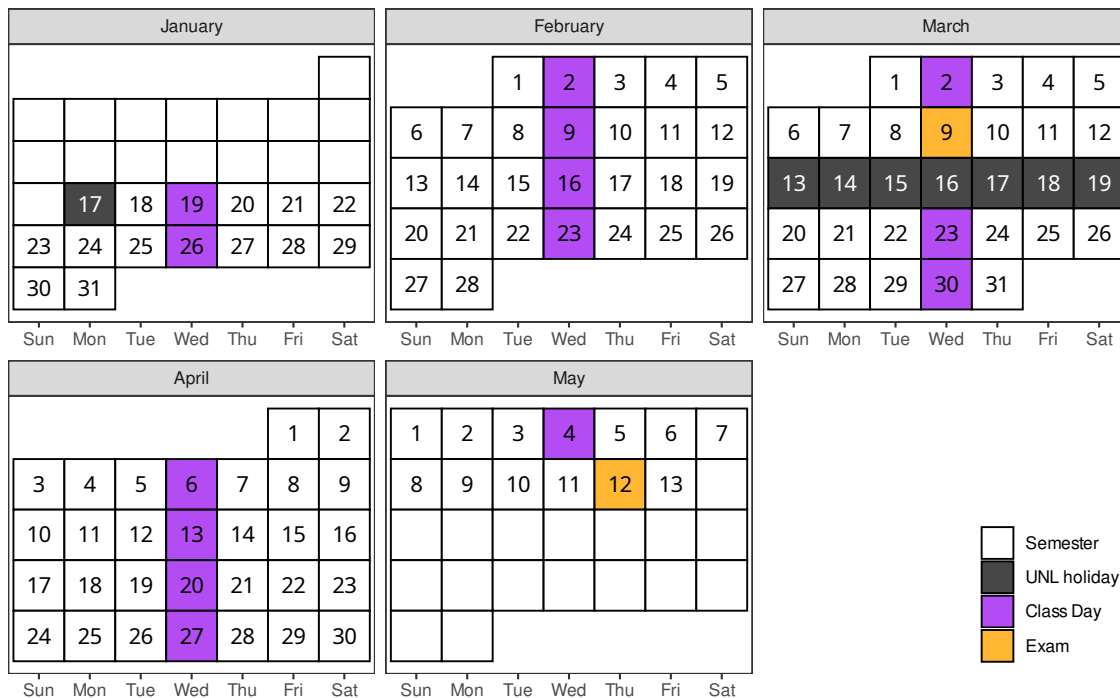 January
17 18 19 20 21 22
23 24 25 26 27 28 29
30 31
Sun Mon Tue Wed Thu Fri Sat
February
1 2 3 4 5
6 7 8 9 10 11 12
13 14 15 16 17 18 19
20 21 22 23 24 25 26
27 28
Sun Mon Tue Wed Thu Fri Sat
March
1 2 3 4 5
6 7 8 9 10 11 12
13 14 15 16 17 18 19
20 21 22 23 24 25 26
27 28 29 30 31
Sun Mon Tue Wed Thu Fri Sat
April
1 2
3 4 5 6 7 8 9
10 11 12 13 14 15 16
17 18 19 20 21 22 23
24 25 26 27 28 29 30
Sun Mon Tue Wed Thu Fri Sat
May
1 2 3 4 5 6 7
8 9 10 11 12 13
Sun Mon Tue Wed Thu Fri Sat
Semester
UNL holiday
Class Day
Exam